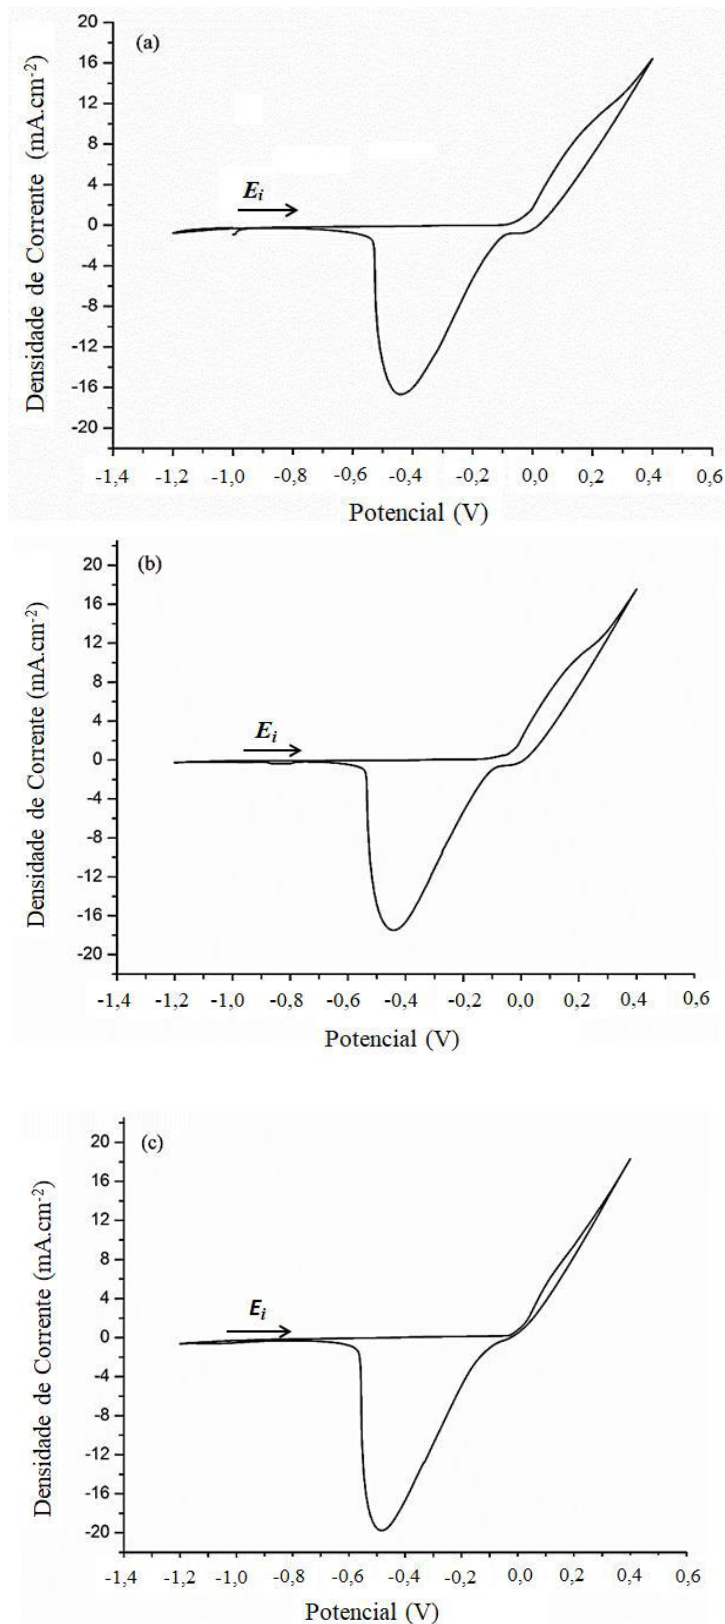 (a)
20
16
12
8
4
0
-4
-8
-12
-16
-20
Densidade de Corrente (mA.cm-2)
Ei
-1,4 -1,2 -1,0 -0,8 -0,6 -0,4 -0,2 0,0 0,2 0,4 0,6
Potencial (V)
(b)
20
16
12
8
4
0
-4
-8
-12
-16
-20
Densidade de Corrente (mA.cm-2)
Ei
-1,4 -1,2 -1,0 -0,8 -0,6 -0,4 -0,2 0,0 0,2 0,4 0,6
Potencial (V)
(c)
20
16
12
8
4
0
-4
-8
-12
-16
-20
Densidade de Corrente (mA.cm-2)
Ei
-1,4 -1,2 -1,0 -0,8 -0,6 -0,4 -0,2 0,0 0,2 0,4 0,6
Potencial (V)